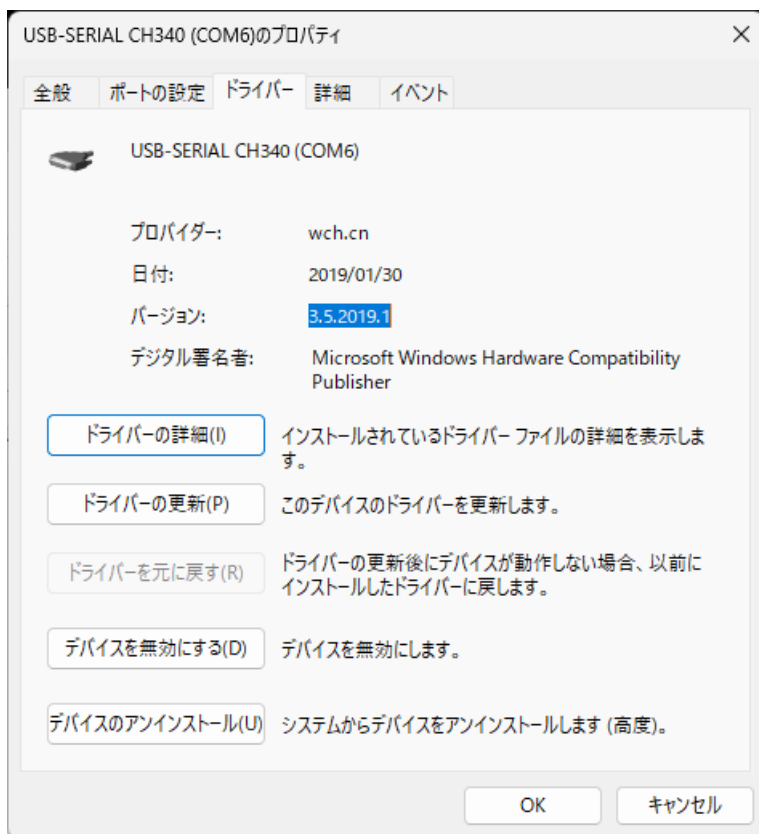 USB-SERIAL CH340 (COM6)のプロパティ
全般 ポートの設定 ドライバー 詳細 イベント
USB-SERIAL CH340 (COM6)
プロバイダー: wch.cn
日付: 2019/01/30
バージョン: 3.5.2019.1
デジタル署名者: Microsoft Windows Hardware Compatibility
Publisher
ドライバーの詳細(I) インストールされているドライバー ファイルの詳細を表示しま
す。
ドライバーの更新(P) このデバイスのドライバーを更新します。
ドライバーを元に戻す(R) ドライバーの更新後にデバイスが動作しない場合、以前に
インストールしたドライバーに戻します。
デバイスを無効にする(D) デバイスを無効にします。
デバイスのアンインストール(U) システムからデバイスをアンインストールします (高度)。
OK キャンセル